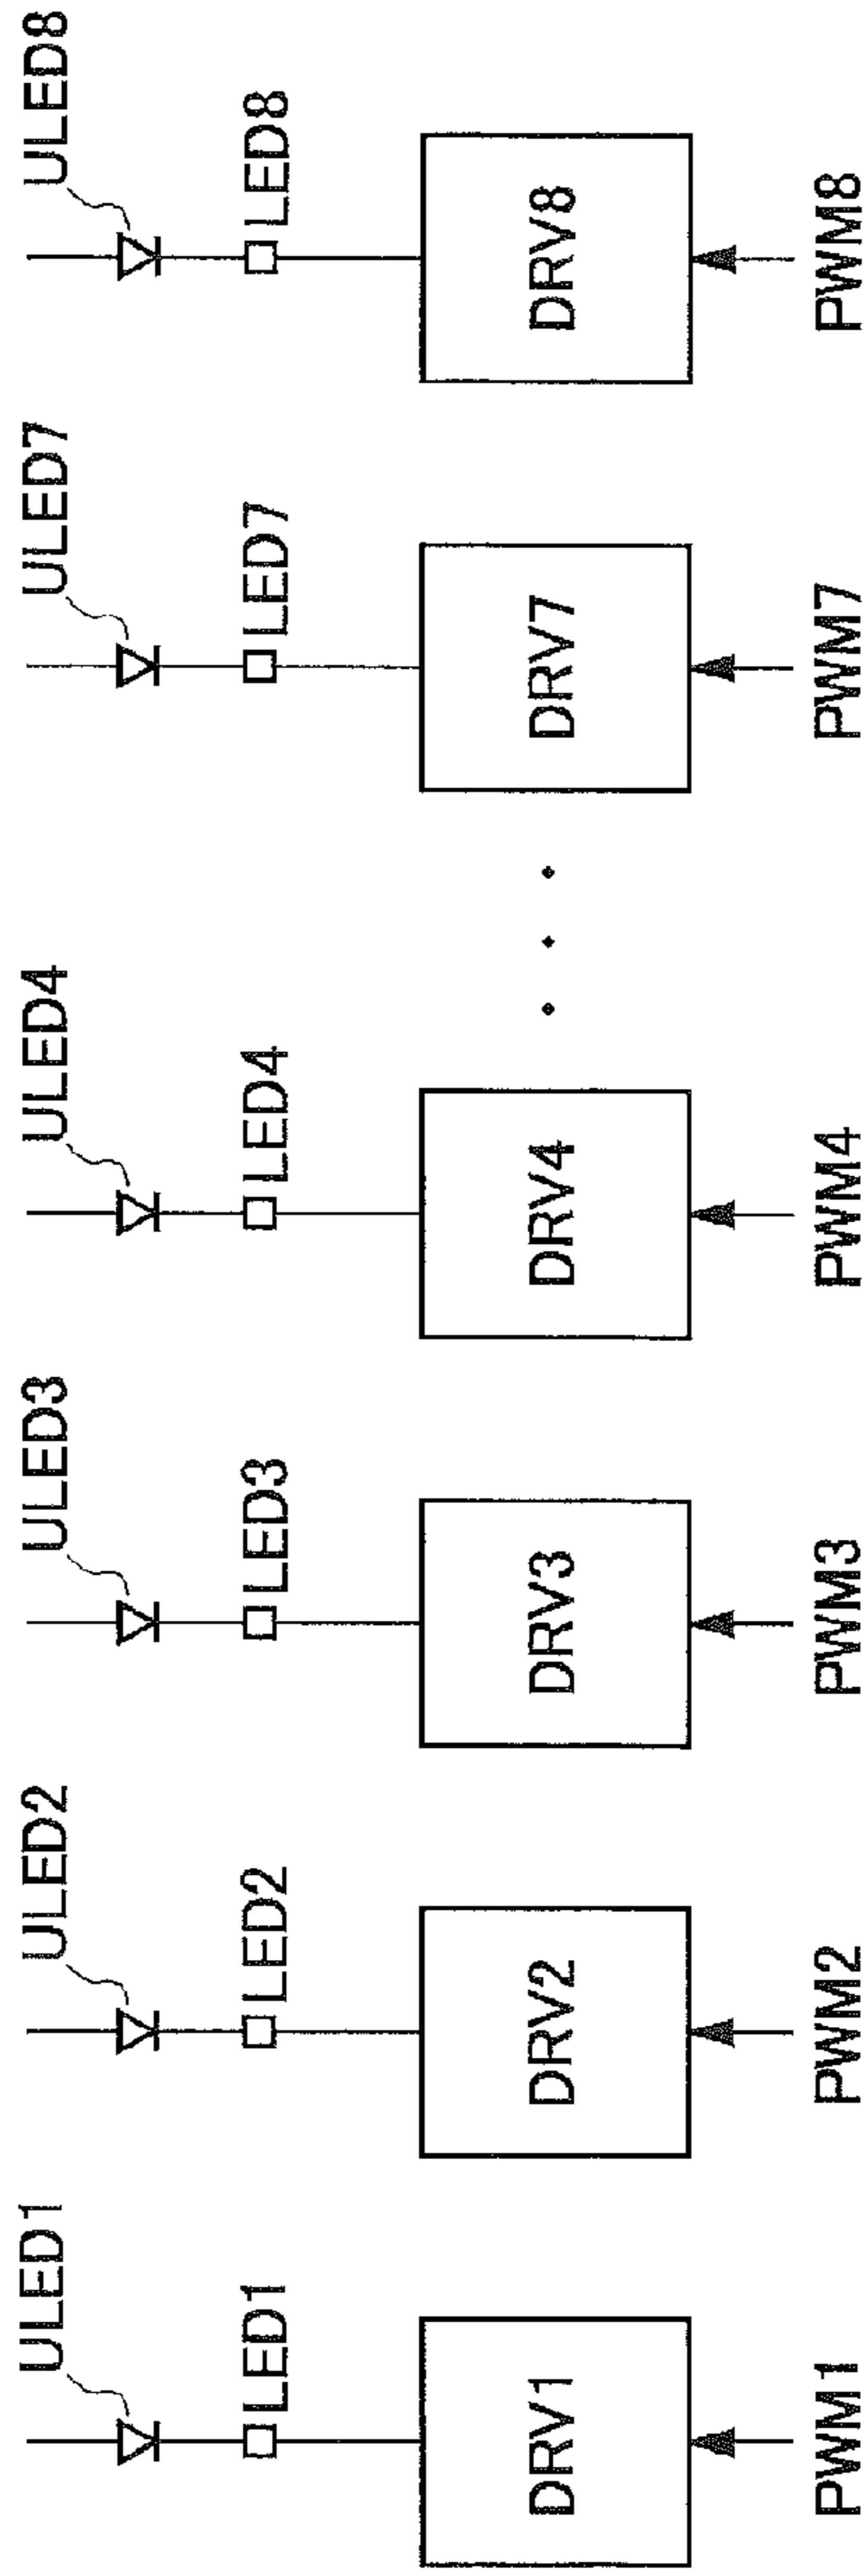 ULED1
ULED2
ULED3
ULED4
ULED7
ULED8
LED1
LED2
LED3
LED4
LED7
LED8
DRV1
DRV2
DRV3
DRV4
DRV7
DRV8
PWM1
PWM2
PWM3
PWM4
PWM7
PWM8